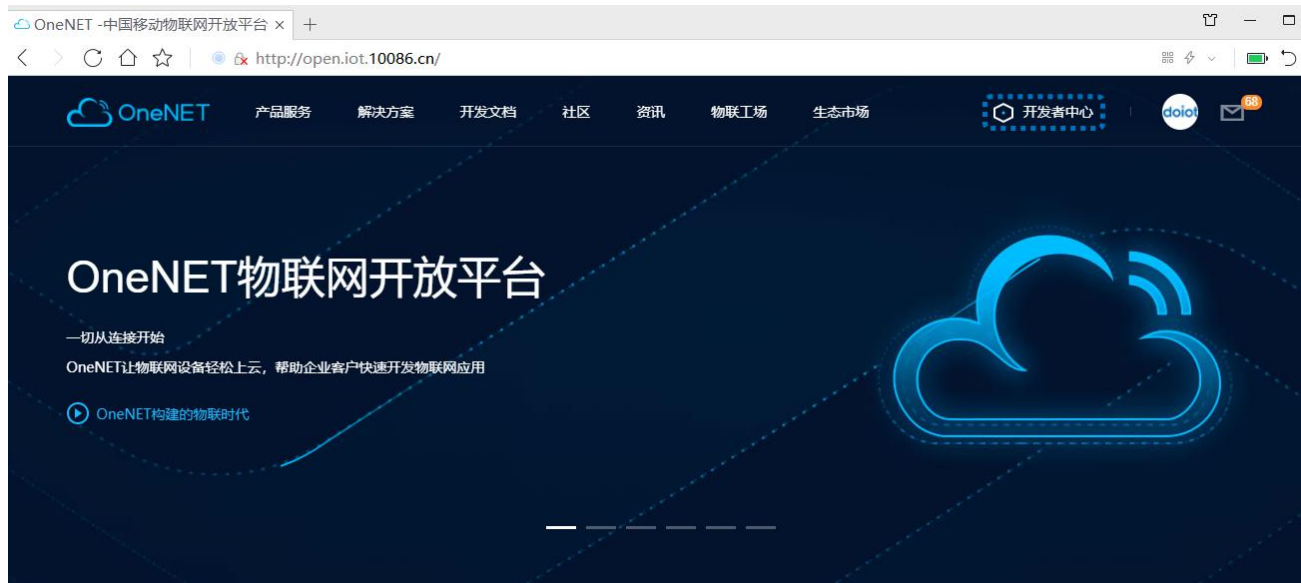 OneNET -中国移动物联网开放平台 ×
http://open.iot.10086.cn/
OneNET 产品服务 解决方案 开发文档 社区 资讯 物联工场 生态市场 开发者中心 doiot 68
OneNET物联网开放平台
一切从连接开始
OneNET让物联网设备轻松上云，帮助企业客户快速开发物联网应用
OneNET构建的物联时代